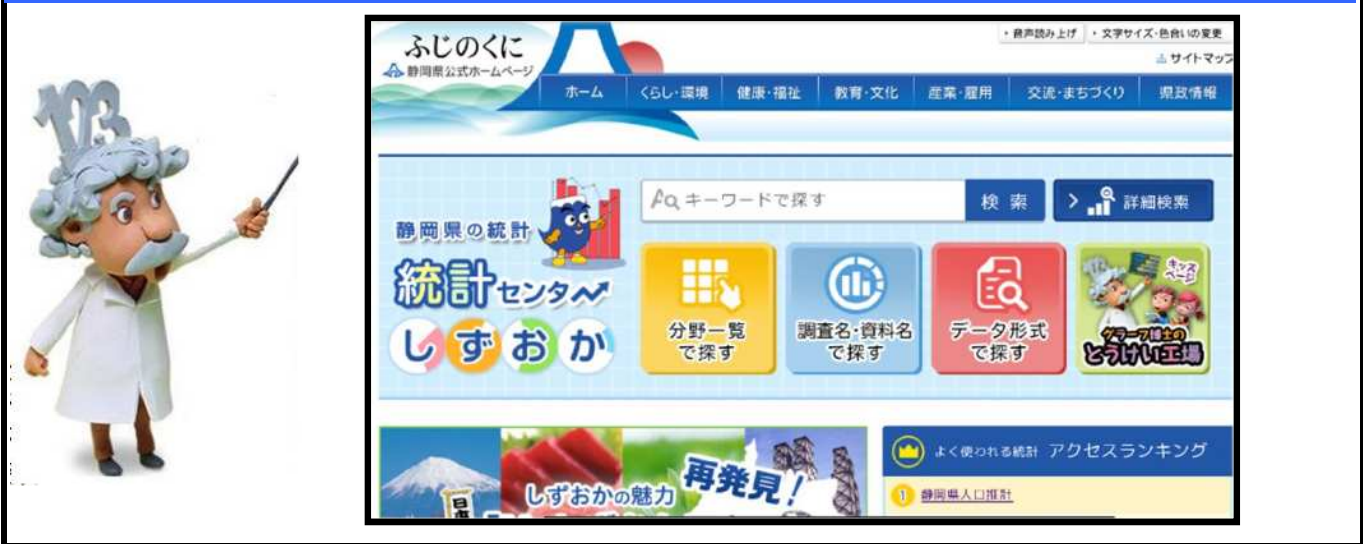 123
ふじのくに
静岡県公式ホームページ
音声読み上げ
文字サイズ・色合いの変更
サイトマップ
ホーム くらし・環境 健康・福祉 教育・文化 産業・雇用 交流・まちづくり 県政情報
キーワードで探す
検索
詳細検索
静岡県の統計
統計センター
しずおか
分野一覧
で探す
調査名・資料名
で探す
データ形式
で探す
キッズ
ページ
グラーフ博士の
とうけい工場
しずおかの魅力 再発見!
よく使われる統計 アクセスランキング
1 静岡県人口推計